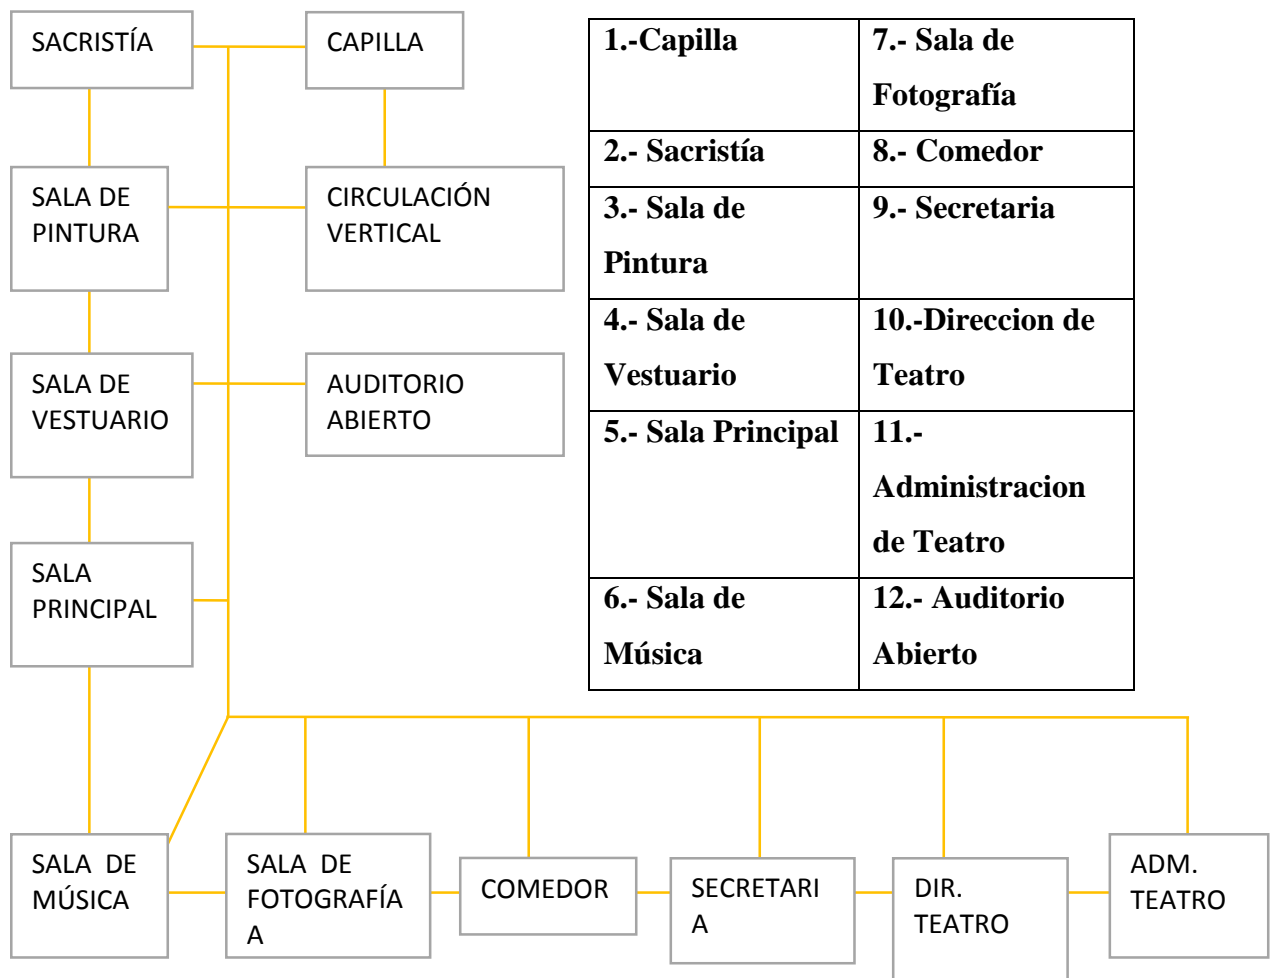 SACRISTÍA
CAPILLA
SALA DE
PINTURA
CIRCULACIÓN
VERTICAL
SALA DE
VESTUARIO
AUDITORIO
ABIERTO
SALA
PRINCIPAL
1.-Capilla
7.- Sala de
Fotografía
2.- Sacristía
8.- Comedor
3.- Sala de
Pintura
9.- Secretaria
4.- Sala de
Vestuario
10.-Direccion de
Teatro
5.- Sala Principal
11.-
Administracion
de Teatro
6.- Sala de
Música
12.- Auditorio
Abierto
SALA DE
MÚSICA
SALA DE
FOTOGRAFÍA
A
COMEDOR
SECRETARI
A
DIR.
TEATRO
ADM.
TEATRO